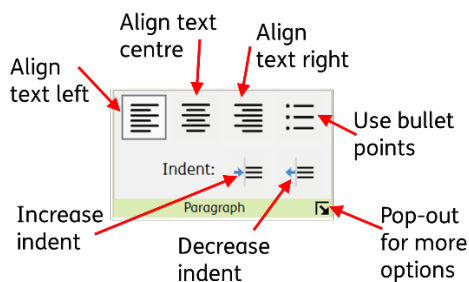 Align text
centre
Align
text right
Align
text left
Use bullet
points
Indent:
Paragraph
Increase
indent
Decrease
indent
Pop-out
for more
options